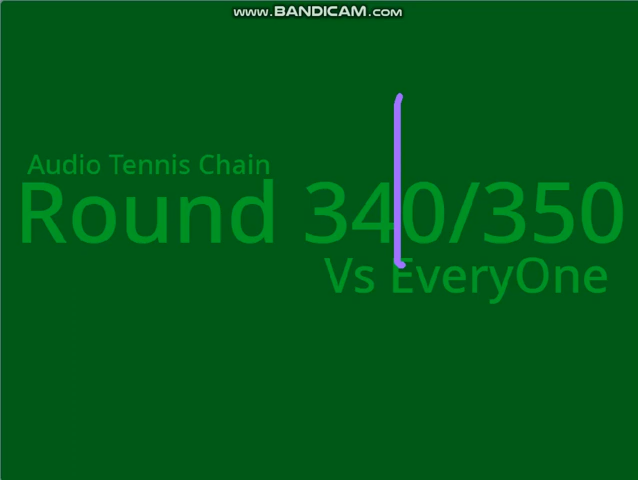 www.BANDICAM.com
Audio Tennis Chain
Round 340/350
Vs EveryOne